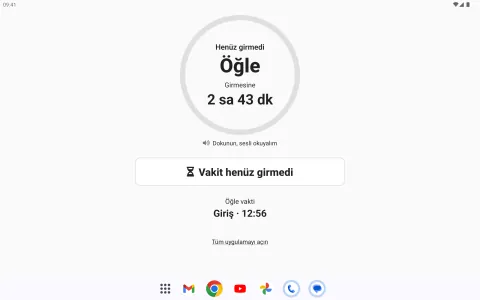 09:41
Henüz girmedi
Öğle
Girmesine
2 sa 43 dk
Dokunun, sesli okuyalım
Vakit henüz girmedi
Öğle vakti
Giriş · 12:56
Tüm uygulamayı açın